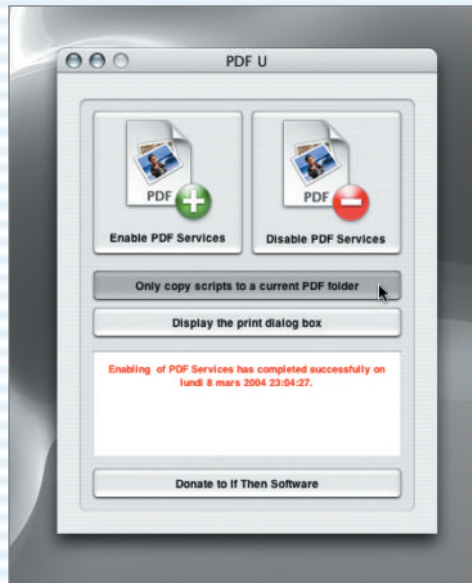 PDF U
PDF
PDF
Enable PDF Services
Disable PDF Services
Only copy scripts to a current PDF folder
Display the print dialog box
Enabling of PDF Services has completed successfully on
lundi 8 mars 2004 23:04:27.
Donate to If Then Software